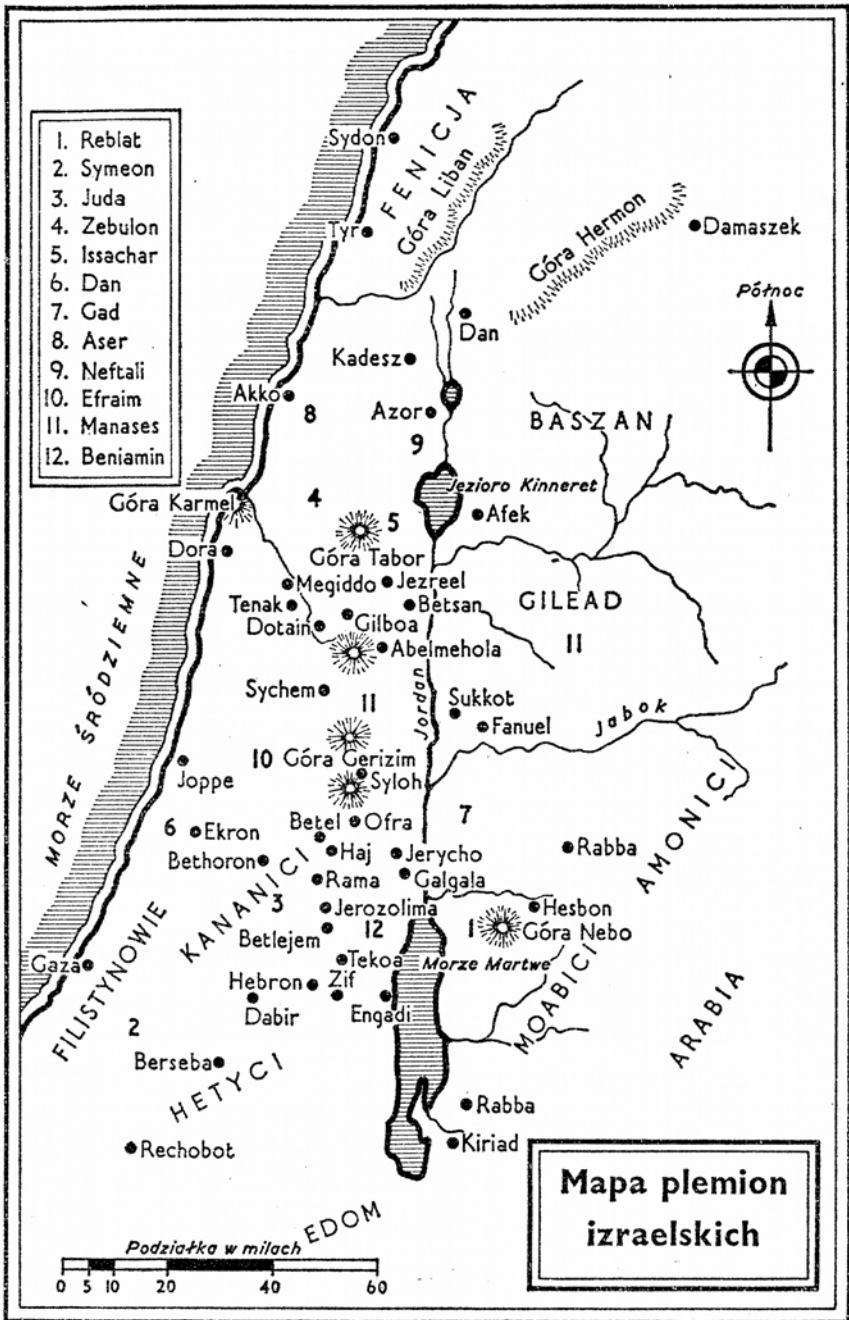 1. Reblat
2. Symeon
3. Juda
4. Zebulon
5. Issachar
6. Dan
7. Gad
8. Aser
9. Neftali
10. Efraim
11. Manases
12. Beniamin
FENICJA
Sydon
Tyr
Góra Liban
Góra Hermon
Damaszek
Północ
Dan
Kadesz
Akko
8
Azor
9
BASZAN
Góra Karmel
4
5
Jezioro Kinneret
Afek
Dora
Góra Tabor
Megiddo
Jezreel
Tenak
Betsan
Dotain
Gilboa
GILEAD
11
Abelmehola
MORZE ŚRÓDZIEMNE
Sychem
11
Jordan
Sukkot
Fanuel
Jabok
10
Góra Gerizim
Joppe
Syloh
7
6
Ekron
Betel
Ofra
Bethoron
Haj
Jerycho
Rabba
AMONICI
KANANICI
Rama
Galgala
3
Jerozolima
Hesbon
Betlejem
12
1
Góra Nebo
Gaza
Tekoa
Morze Martwe
FILISTYNOWIE
Hebron
Zif
Dabir
Engadi
MOABICI
ARABIA
2
Berseba
HETYCI
Rabba
Rechobot
Kiriad
EDOM
Mapa plemion
izraelskich
Podziałka w milach
0 5 10 20 40 60